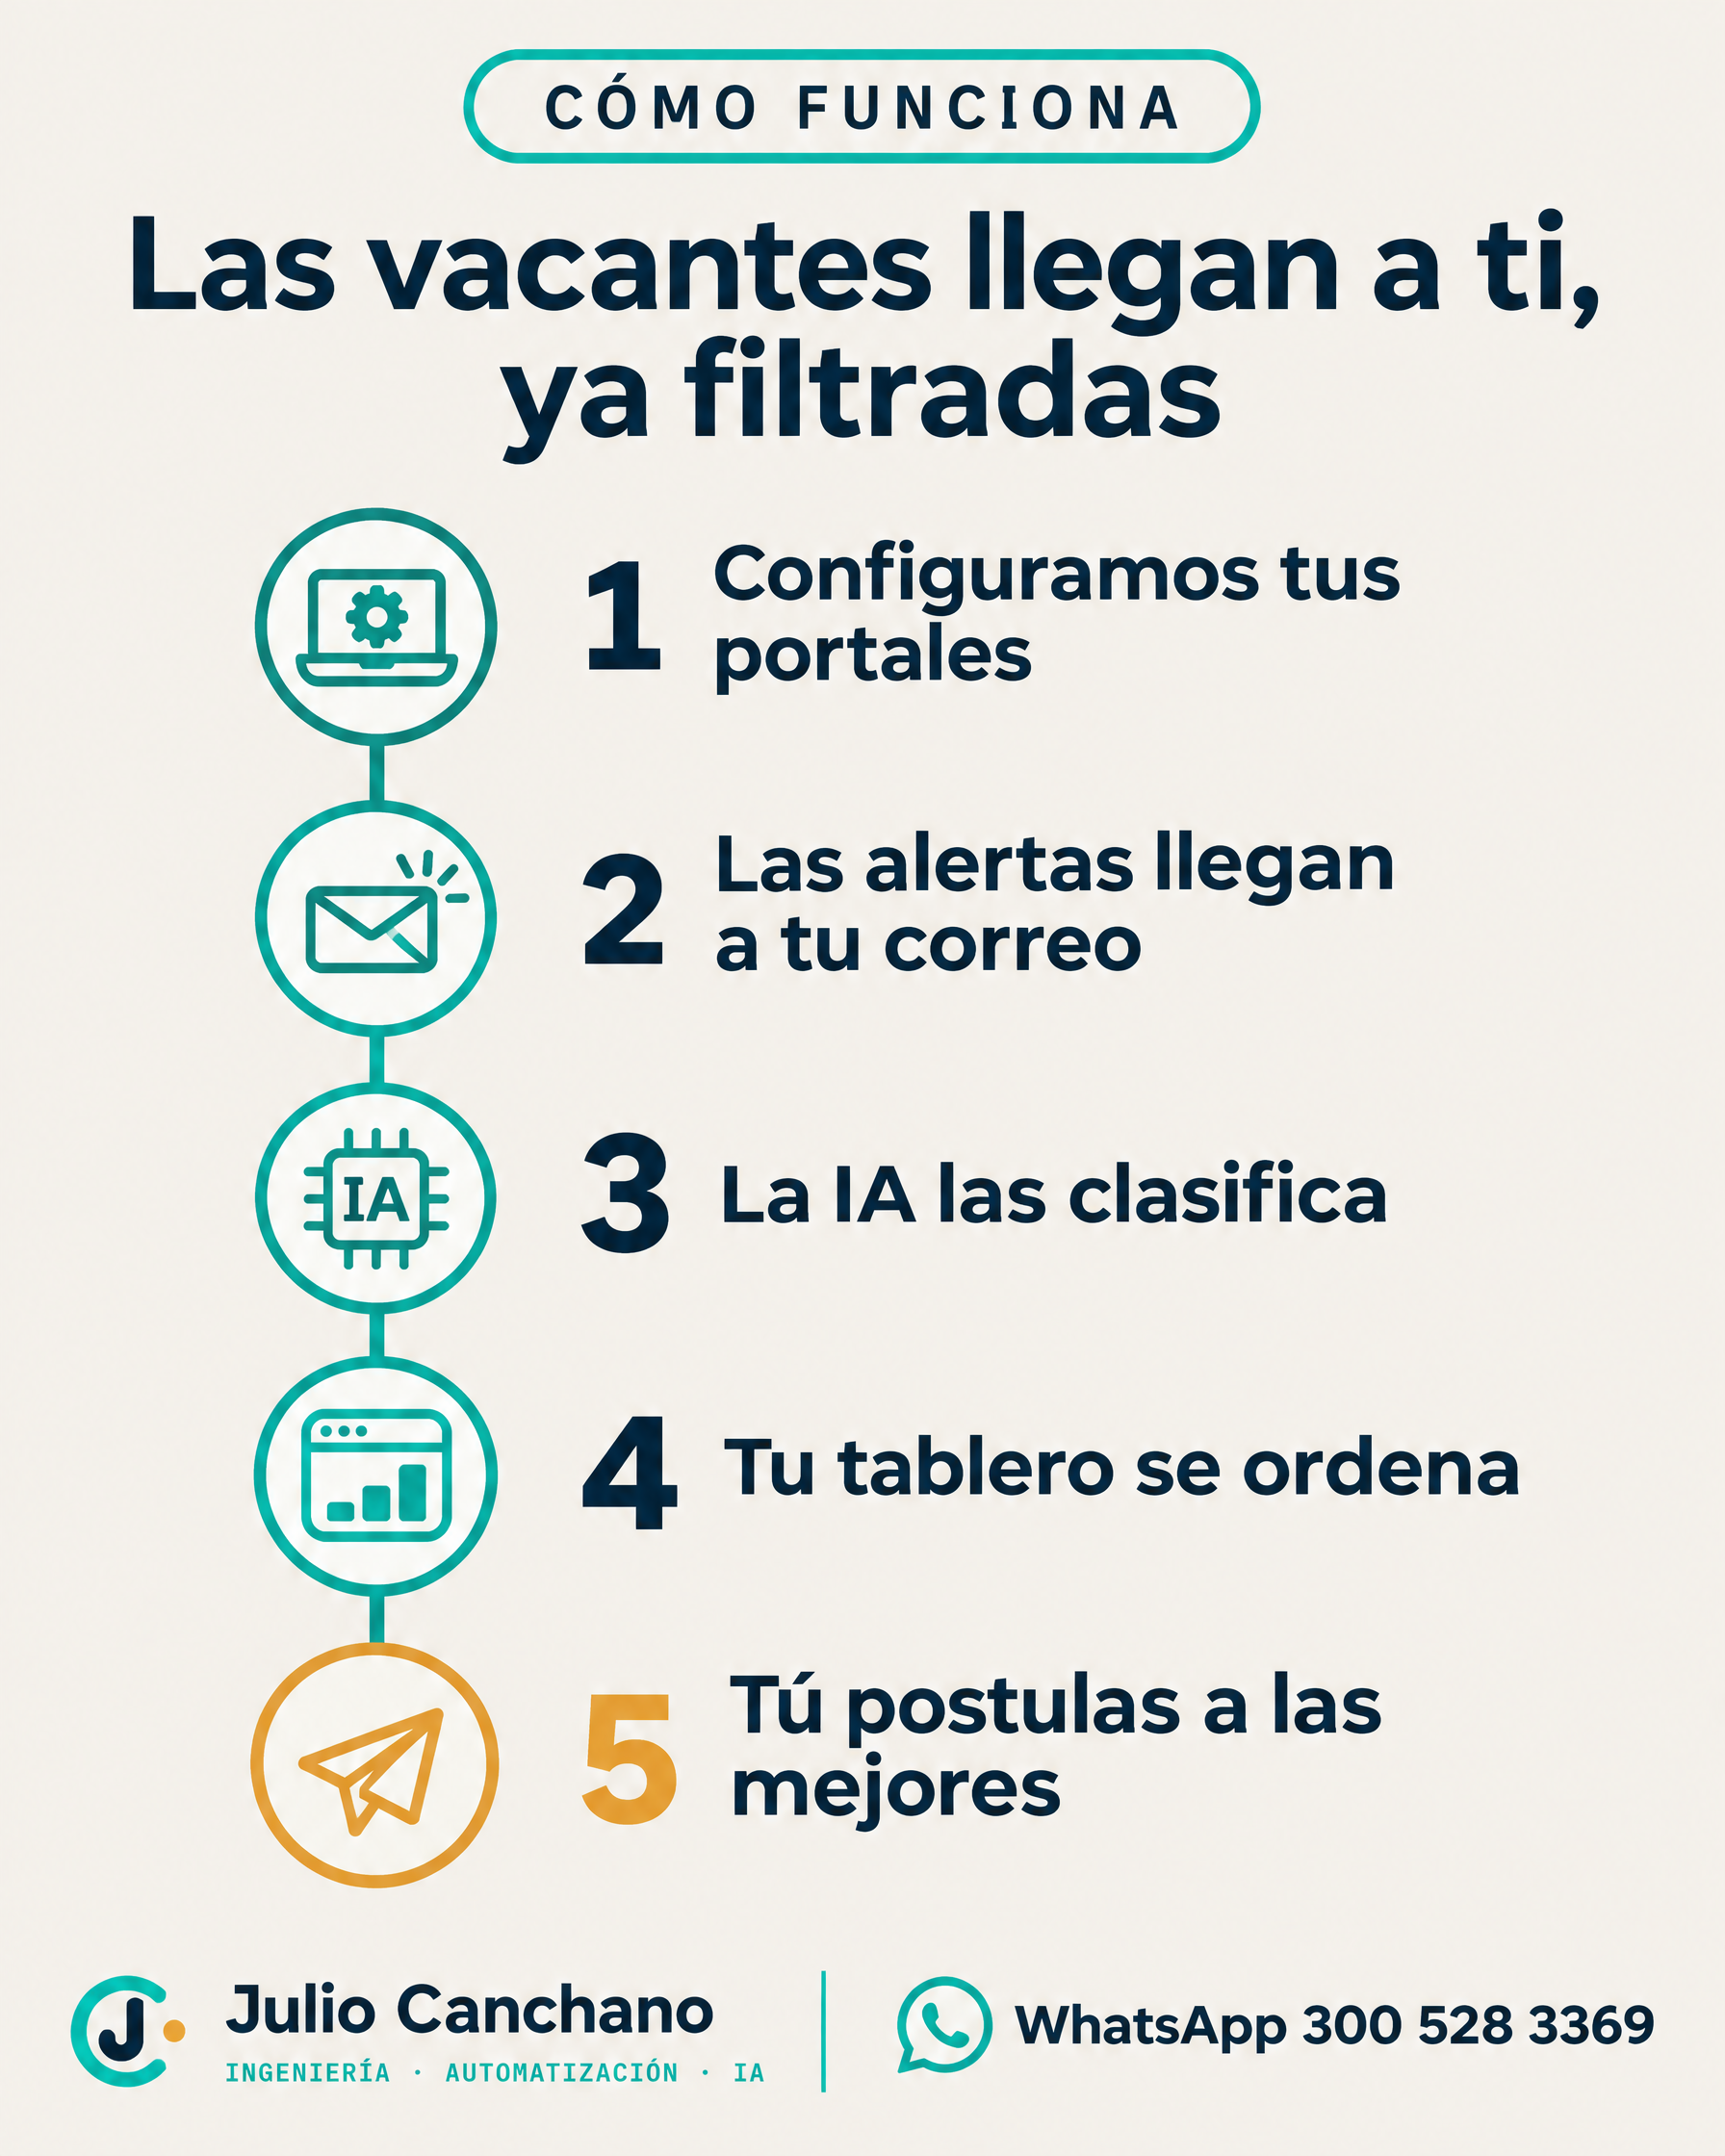 CÓMO FUNCIONA
Las vacantes llegan a ti,
ya filtradas
1
Configuramos tus
portales
2
Las alertas llegan
a tu correo
IA
3
La IA las clasifica
4
Tu tablero se ordena
5
Tú postulas a las
mejores
JC
Julio Canchano
INGENIERÍA · AUTOMATIZACIÓN · IA
WhatsApp 300 528 3369